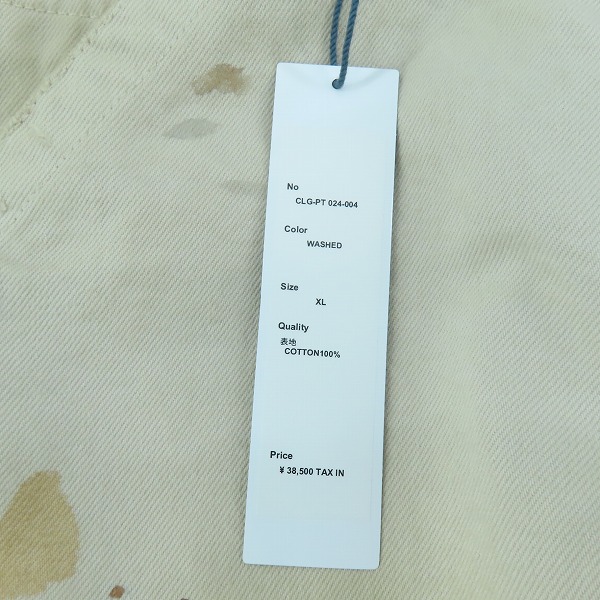 No
CLG-PT 024-004
Color
WASHED
Size
XL
Quality
表地
COTTON100%
Price
¥ 38,500 TAX IN